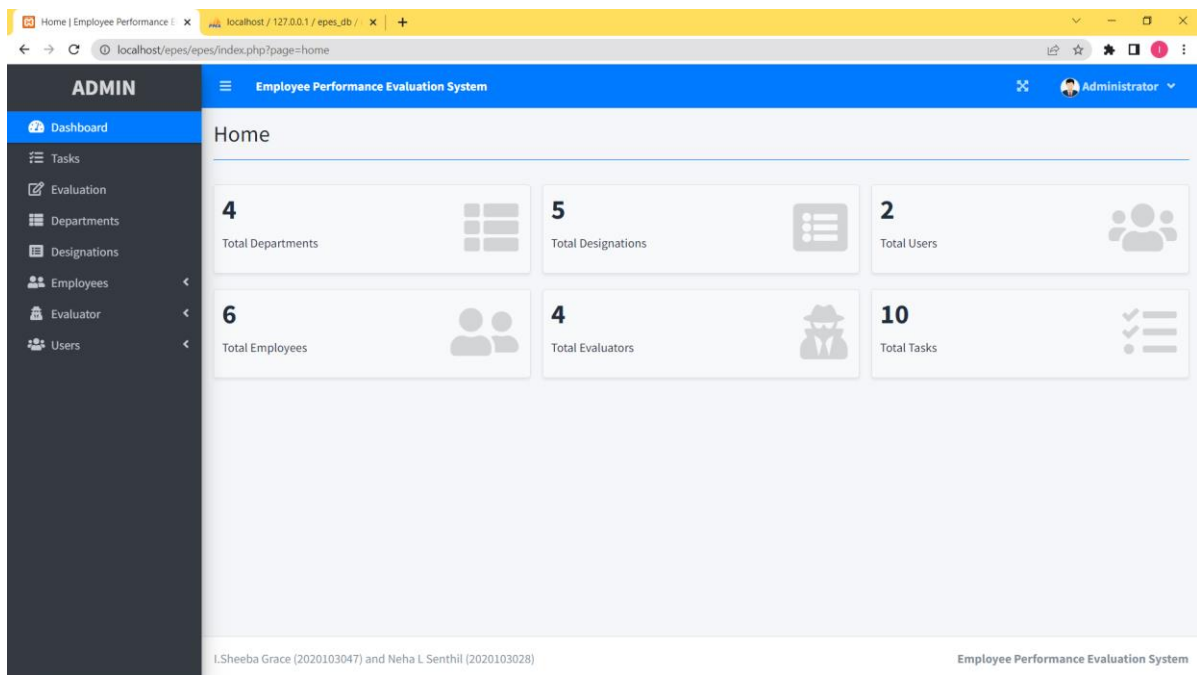 Home | Employee Performance E
localhost / 127.0.0.1 / epes_db /
localhost/epes/epes/index.php?page=home
ADMIN
Employee Performance Evaluation System
Administrator
Dashboard
Tasks
Evaluation
Departments
Designations
Employees
Evaluator
Users
Home
4
Total Departments
5
Total Designations
2
Total Users
6
Total Employees
4
Total Evaluators
10
Total Tasks
I.Sheeba Grace (2020103047) and Neha L Senthil (2020103028)
Employee Performance Evaluation System